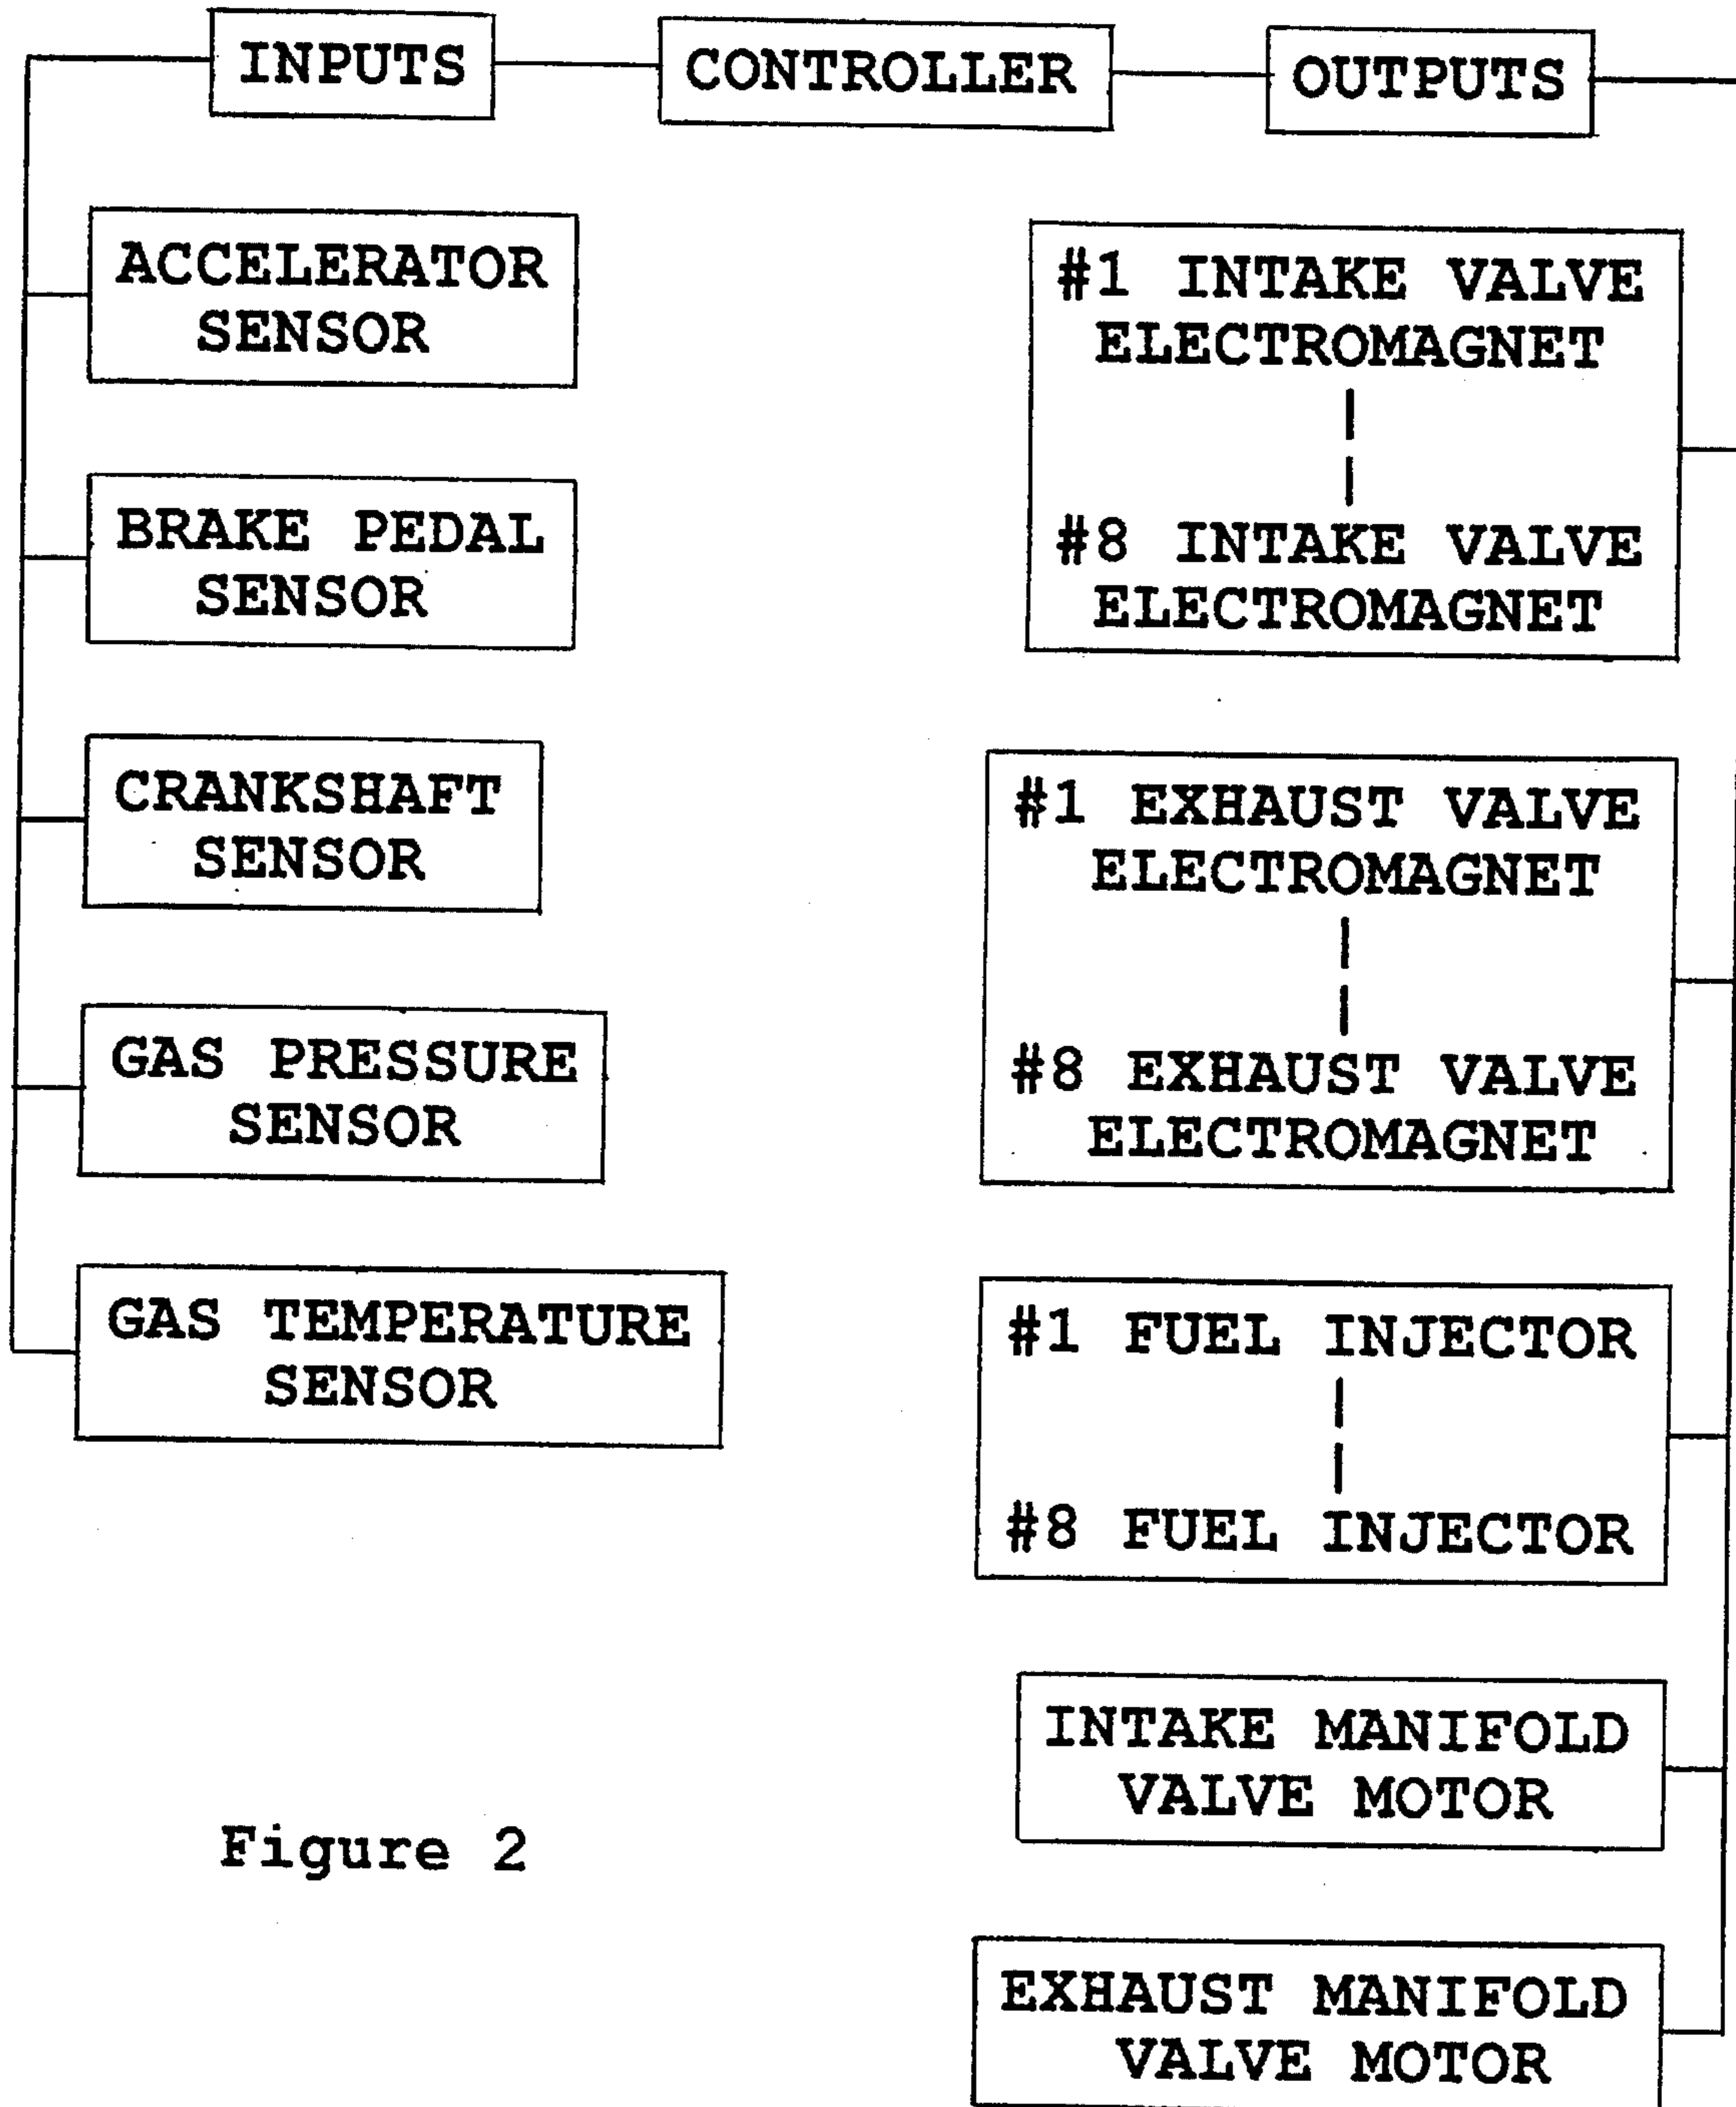 INPUTS
CONTROLLER
OUTPUTS
ACCELERATOR
SENSOR
BRAKE PEDAL
SENSOR
CRANKSHAFT
SENSOR
GAS PRESSURE
SENSOR
GAS TEMPERATURE
SENSOR
#1 INTAKE VALVE
ELECTROMAGNET
#8 INTAKE VALVE
ELECTROMAGNET
#1 EXHAUST VALVE
ELECTROMAGNET
#8 EXHAUST VALVE
ELECTROMAGNET
#1 FUEL INJECTOR
#8 FUEL INJECTOR
INTAKE MANIFOLD
VALVE MOTOR
EXHAUST MANIFOLD
VALVE MOTOR
Figure 2